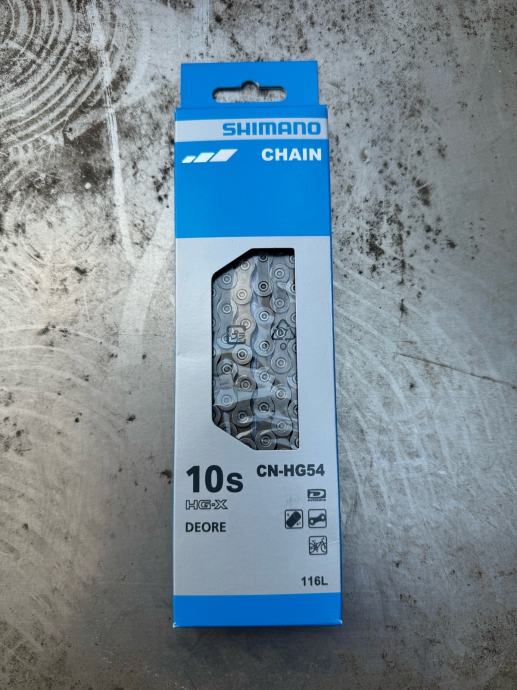 SHIMANO
CHAIN
10s
CN-HG54
HG-X
DEORE
116L